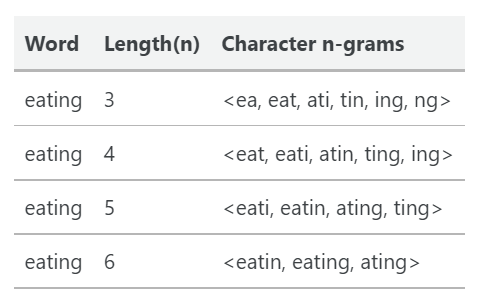 Word Length(n) Character n-grams
eating 3 <ea, eat, ati, tin, ing, ng>
eating 4 <eat, eati, atin, ting, ing>
eating 5 <eati, eatin, ating, ting>
eating 6 <eatin, eating, ating>